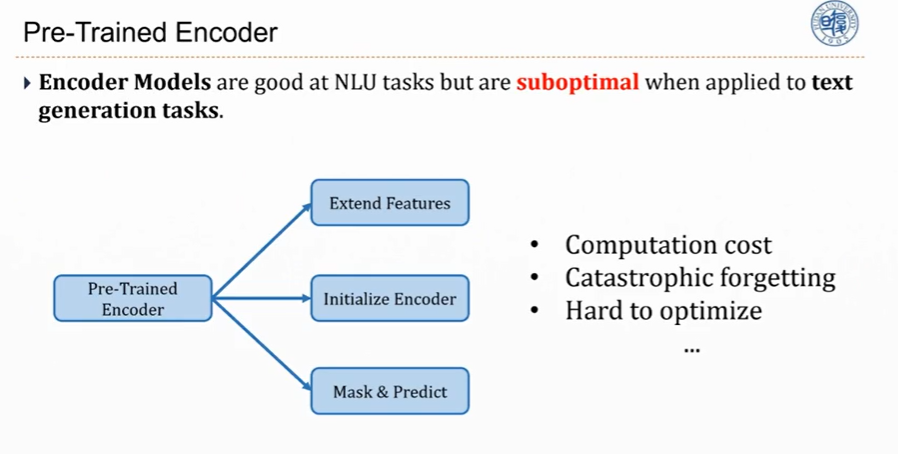 Pre-Trained Encoder
Encoder Models are good at NLU tasks but are suboptimal when applied to text
generation tasks.
Extend Features
Pre-Trained
Encoder
Initialize Encoder
Mask & Predict
• Computation cost
• Catastrophic forgetting
• Hard to optimize
...